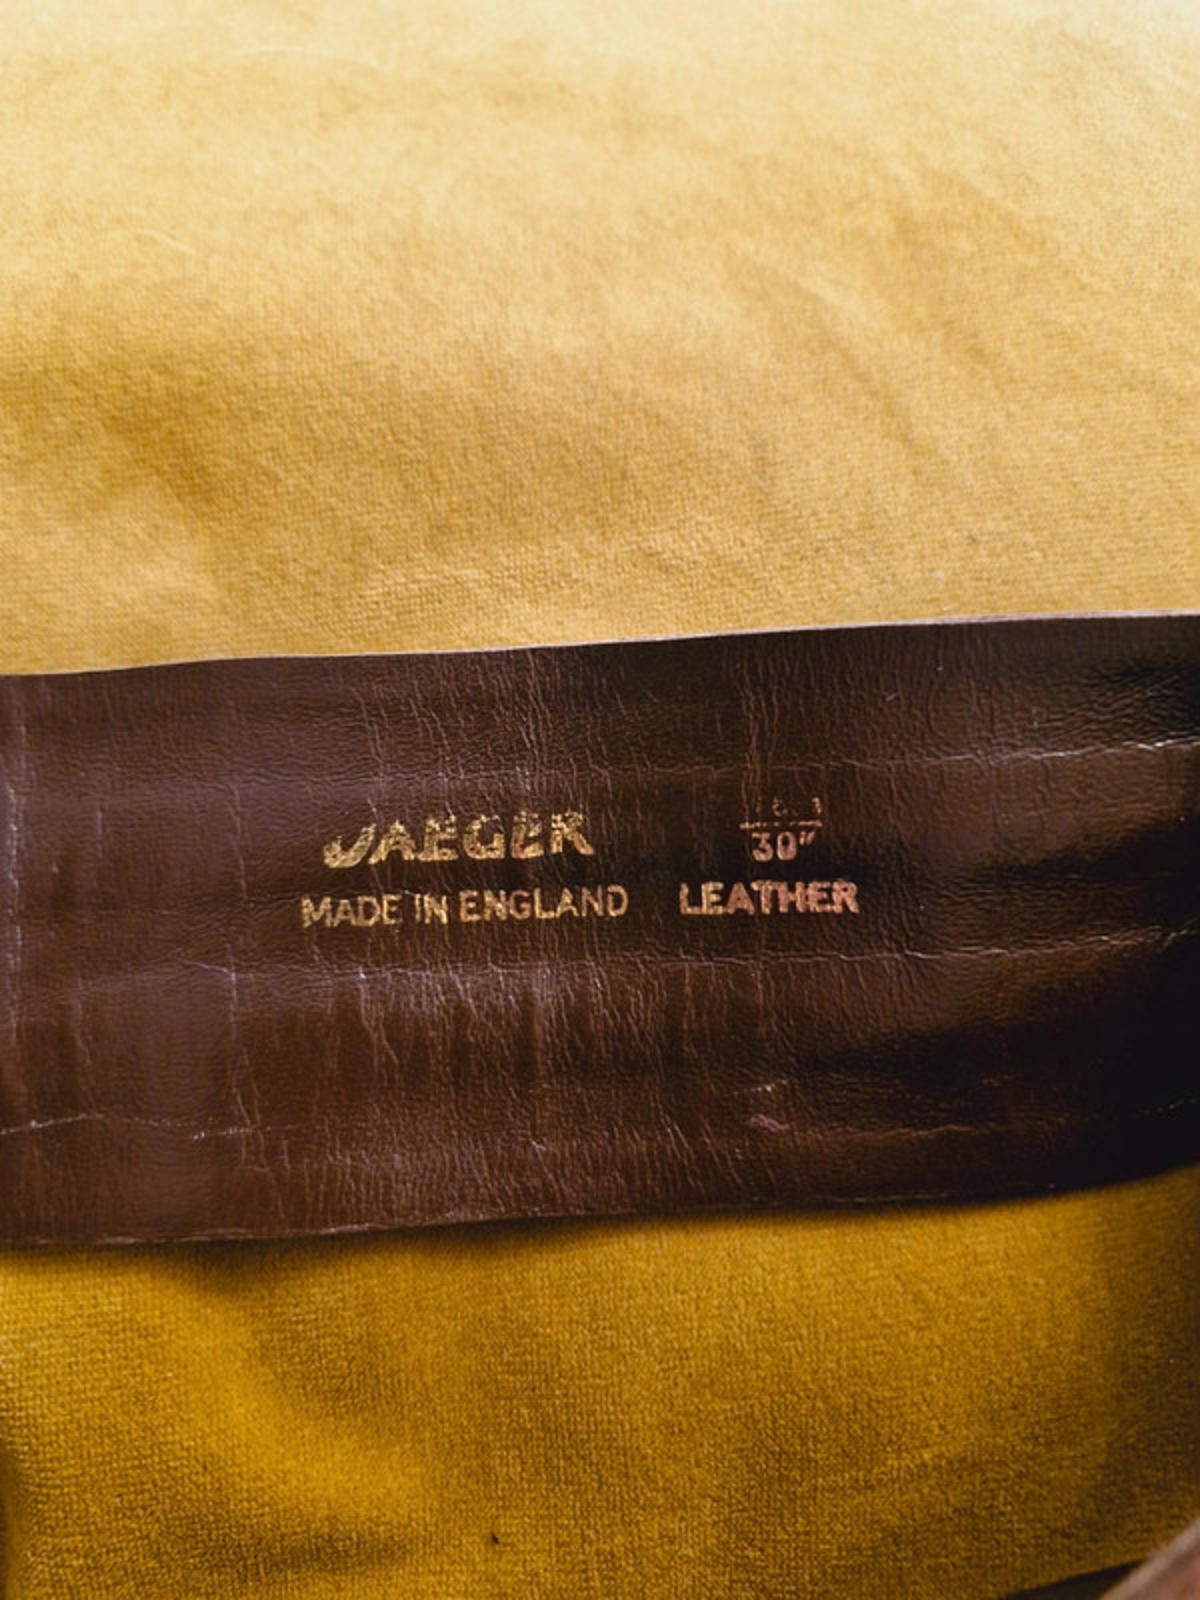 JAEGER
MADE IN ENGLAND
30"
LEATHER